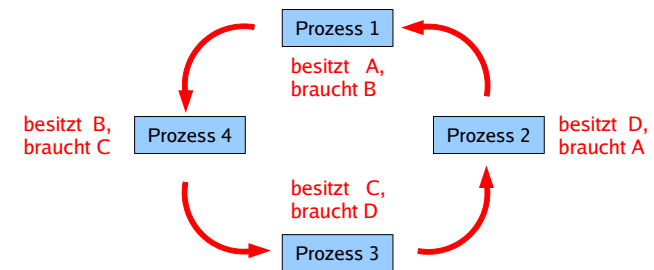 Prozess 1
besitzt A,
braucht B
besitzt B,
braucht C
Prozess 4
Prozess 2
besitzt D,
braucht A
besitzt C,
braucht D
Prozess 3